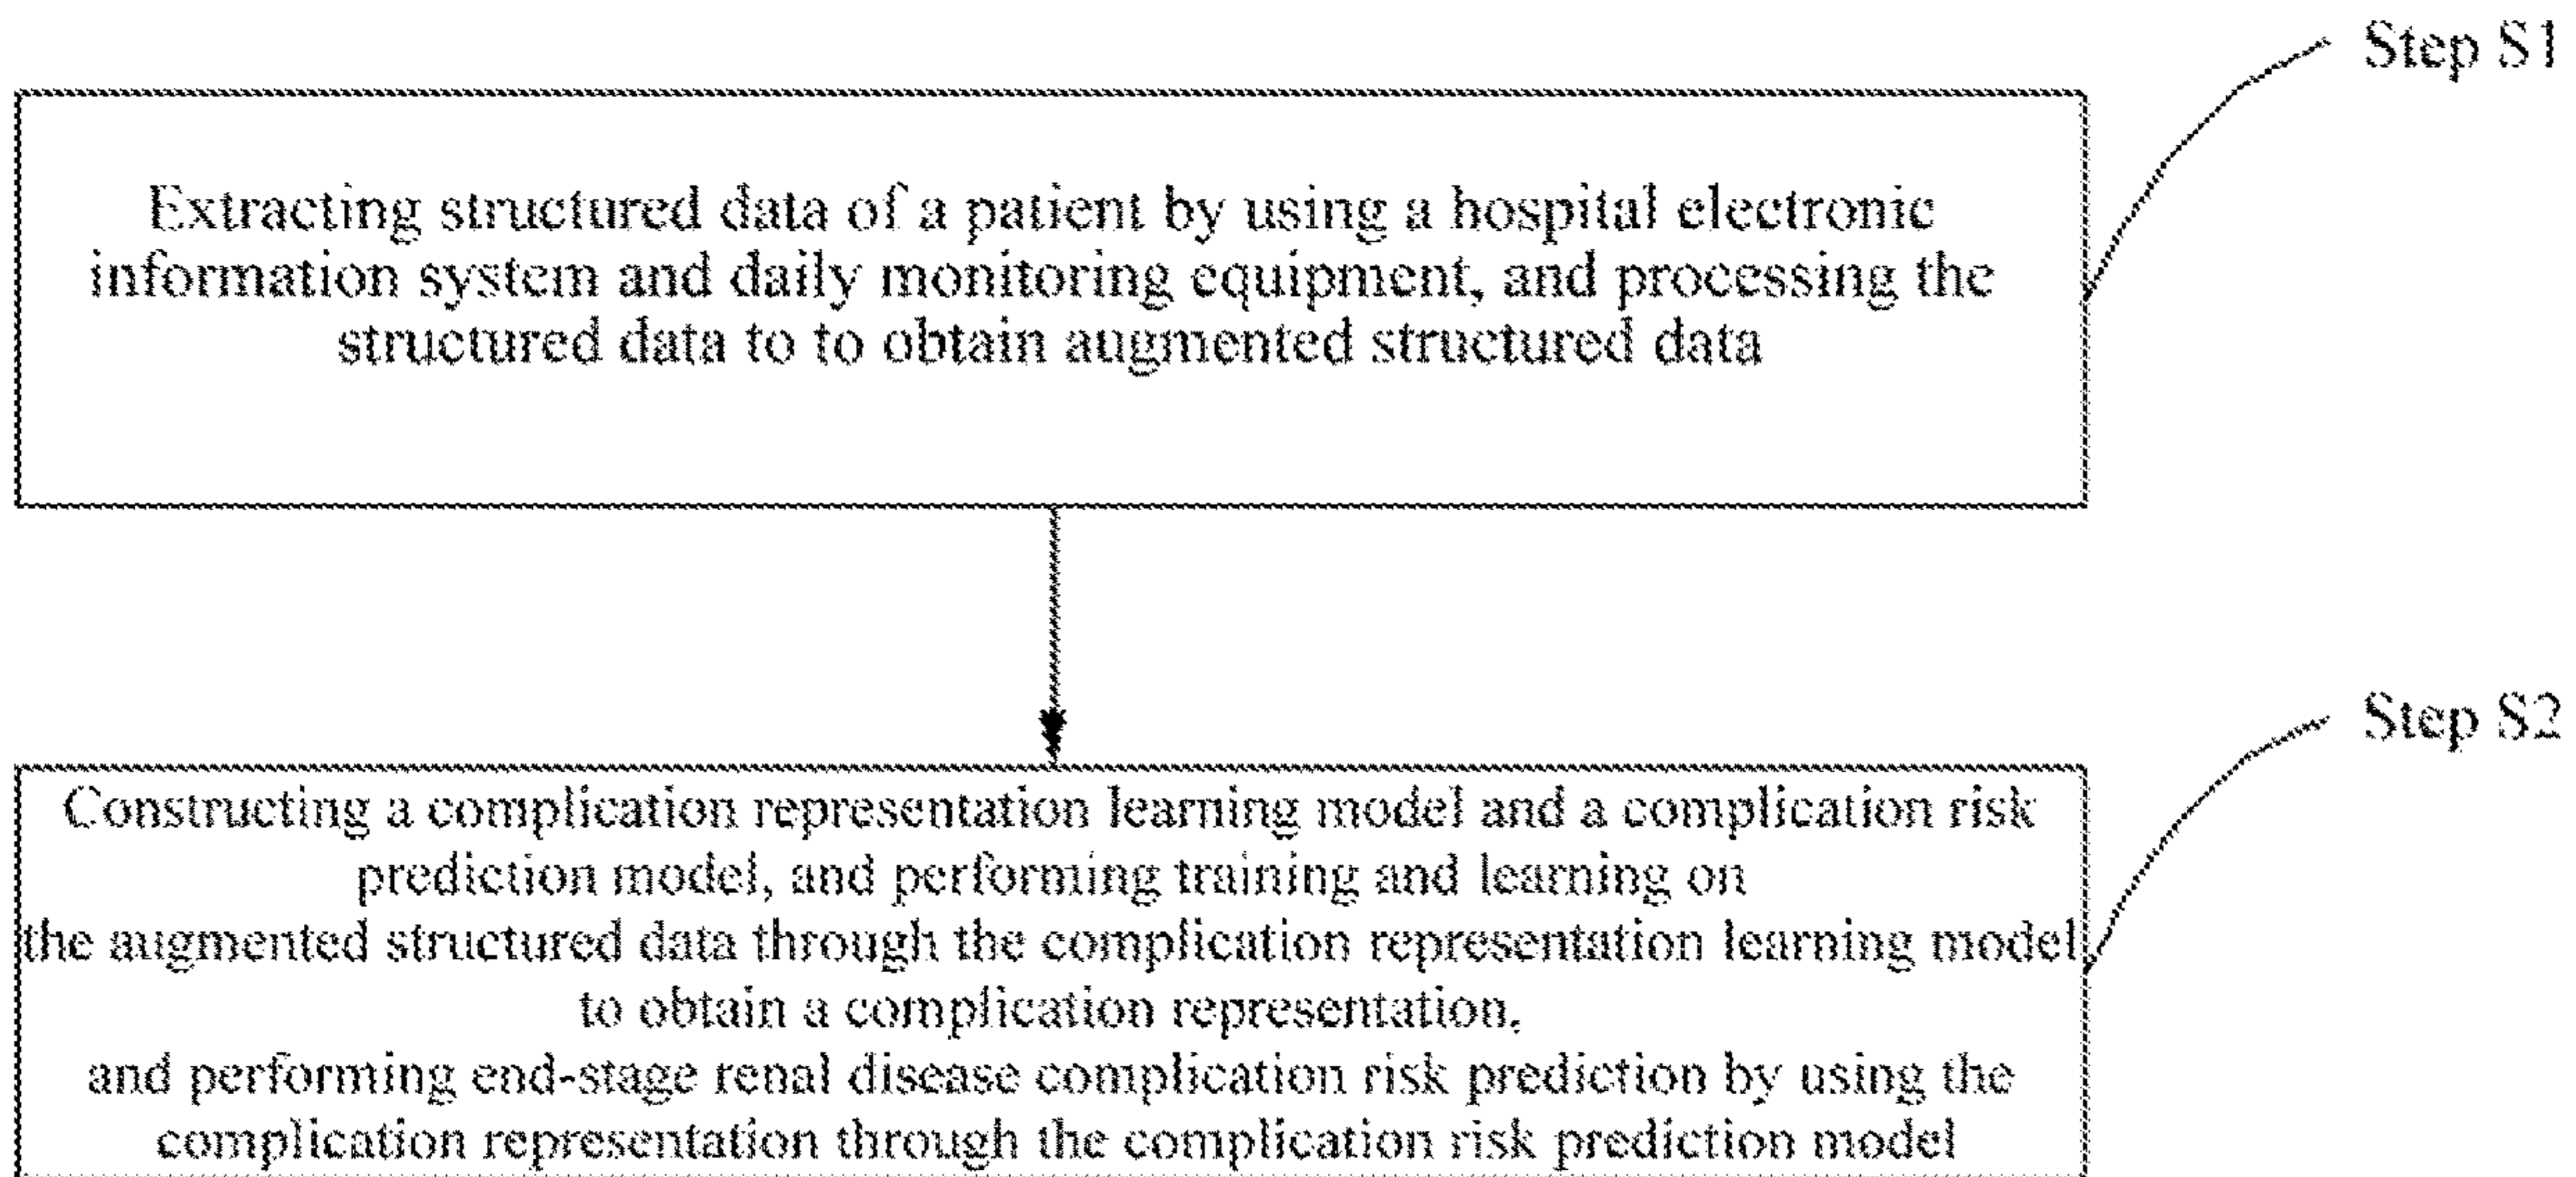 Step S1
Extracting structured data of a patient by using a hospital electronic
information system and daily monitoring equipment, and processing the
structured data to to obtain augmented structured data
Step S2
Constructing a complication representation learning model and a complication risk
prediction model, and performing training and learning on
the augmented structured data through the complication representation learning model
to obtain a complication representation,
and performing end-stage renal disease complication risk prediction by using the
complication representation through the complication risk prediction model